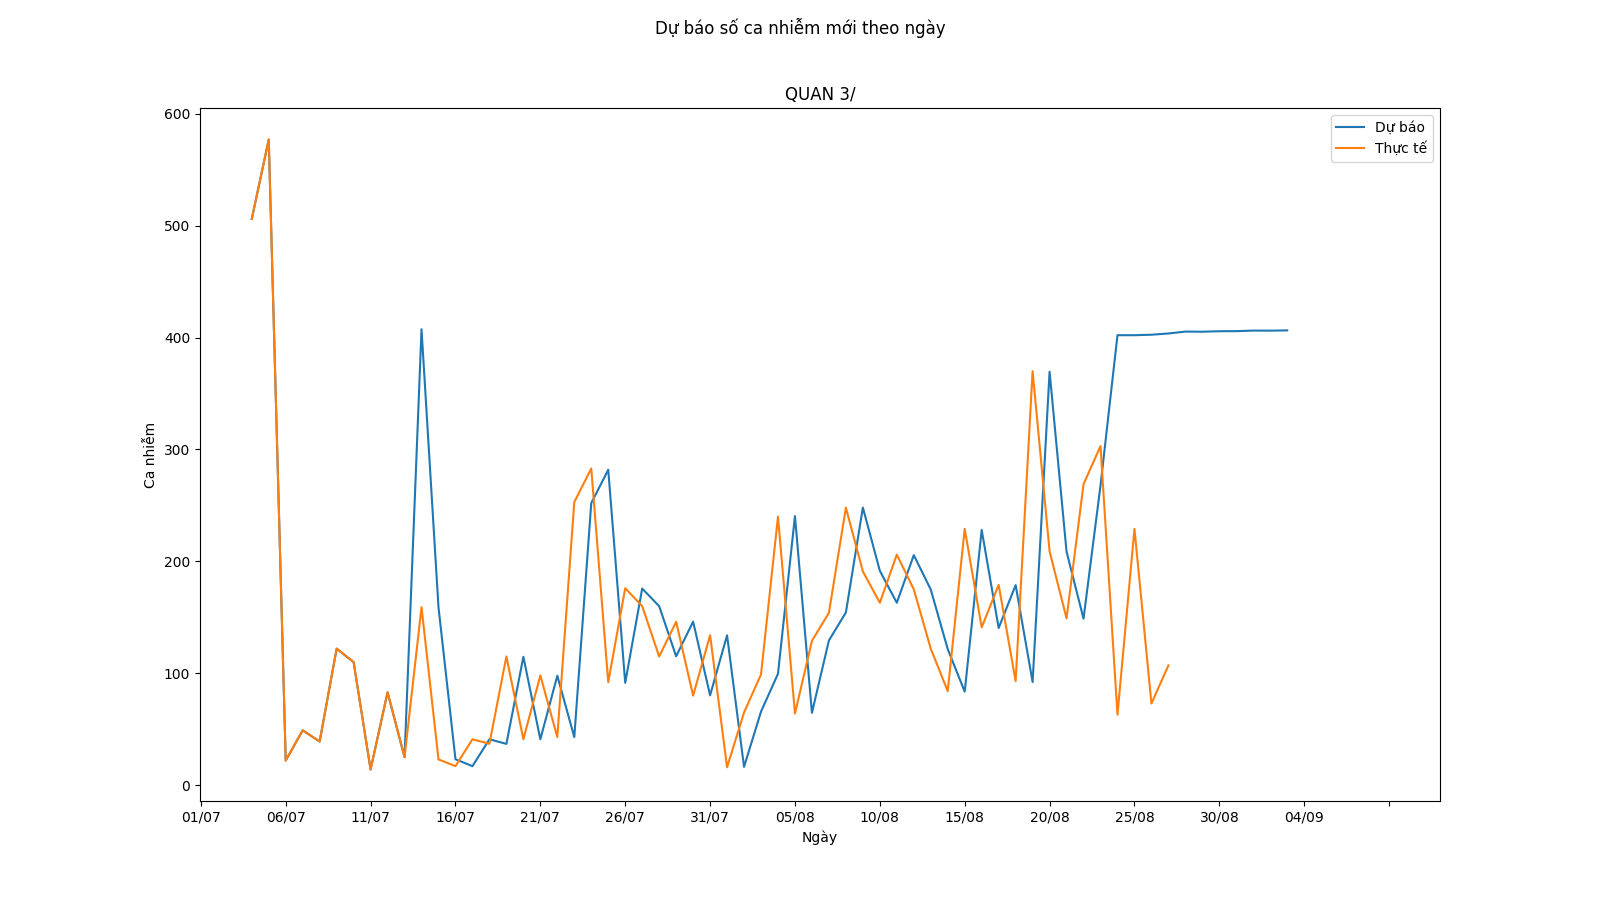 Dự báo số ca nhiễm mới theo ngày
QUAN 3/
Dự báo
Thực tế
600
500
400
300
200
100
0
Ca nhiễm
01/07 06/07 11/07 16/07 21/07 26/07 31/07 05/08 10/08 15/08 20/08 25/08 30/08 04/09
Ngày